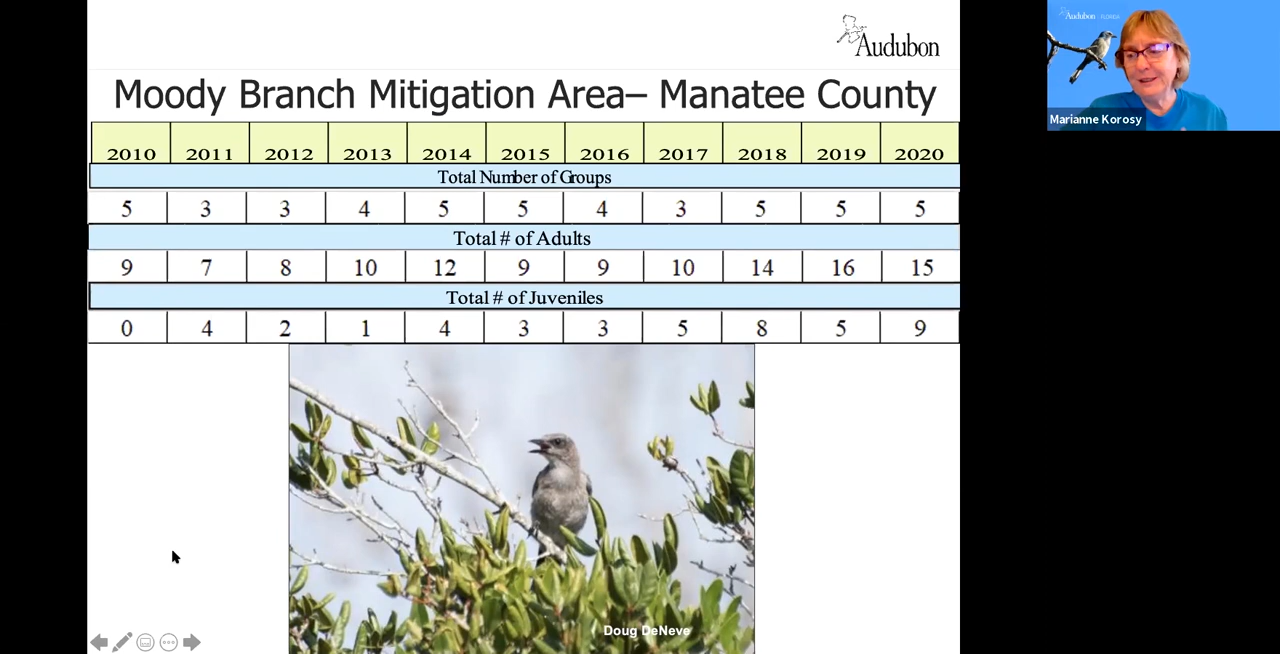 Audubon
Moody Branch Mitigation Area– Manatee County
2010 2011 2012 2013 2014 2015 2016 2017 2018 2019 2020
Total Number of Groups
5 3 3 4 5 5 4 3 5 5 5
Total # of Adults
9 7 8 10 12 9 9 10 14 16 15
Total # of Juveniles
0 4 2 1 4 3 3 5 8 5 9
Doug DeNeve
Audubon | FLORIDA
Marianne Korosy